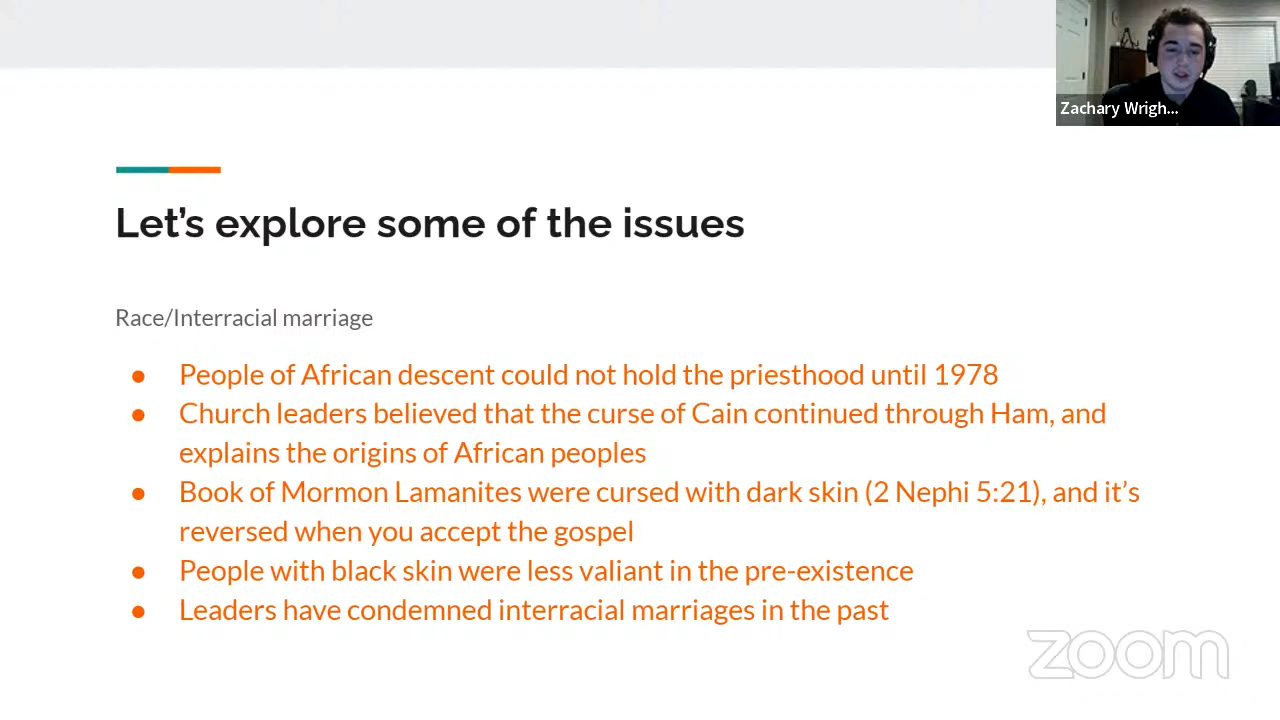 Zachary Wrigh...
Let's explore some of the issues
Race/Interracial marriage
● People of African descent could not hold the priesthood until 1978
● Church leaders believed that the curse of Cain continued through Ham, and
explains the origins of African peoples
● Book of Mormon Lamanites were cursed with dark skin (2 Nephi 5:21), and it's
reversed when you accept the gospel
● People with black skin were less valiant in the pre-existence
● Leaders have condemned interracial marriages in the past
zoom